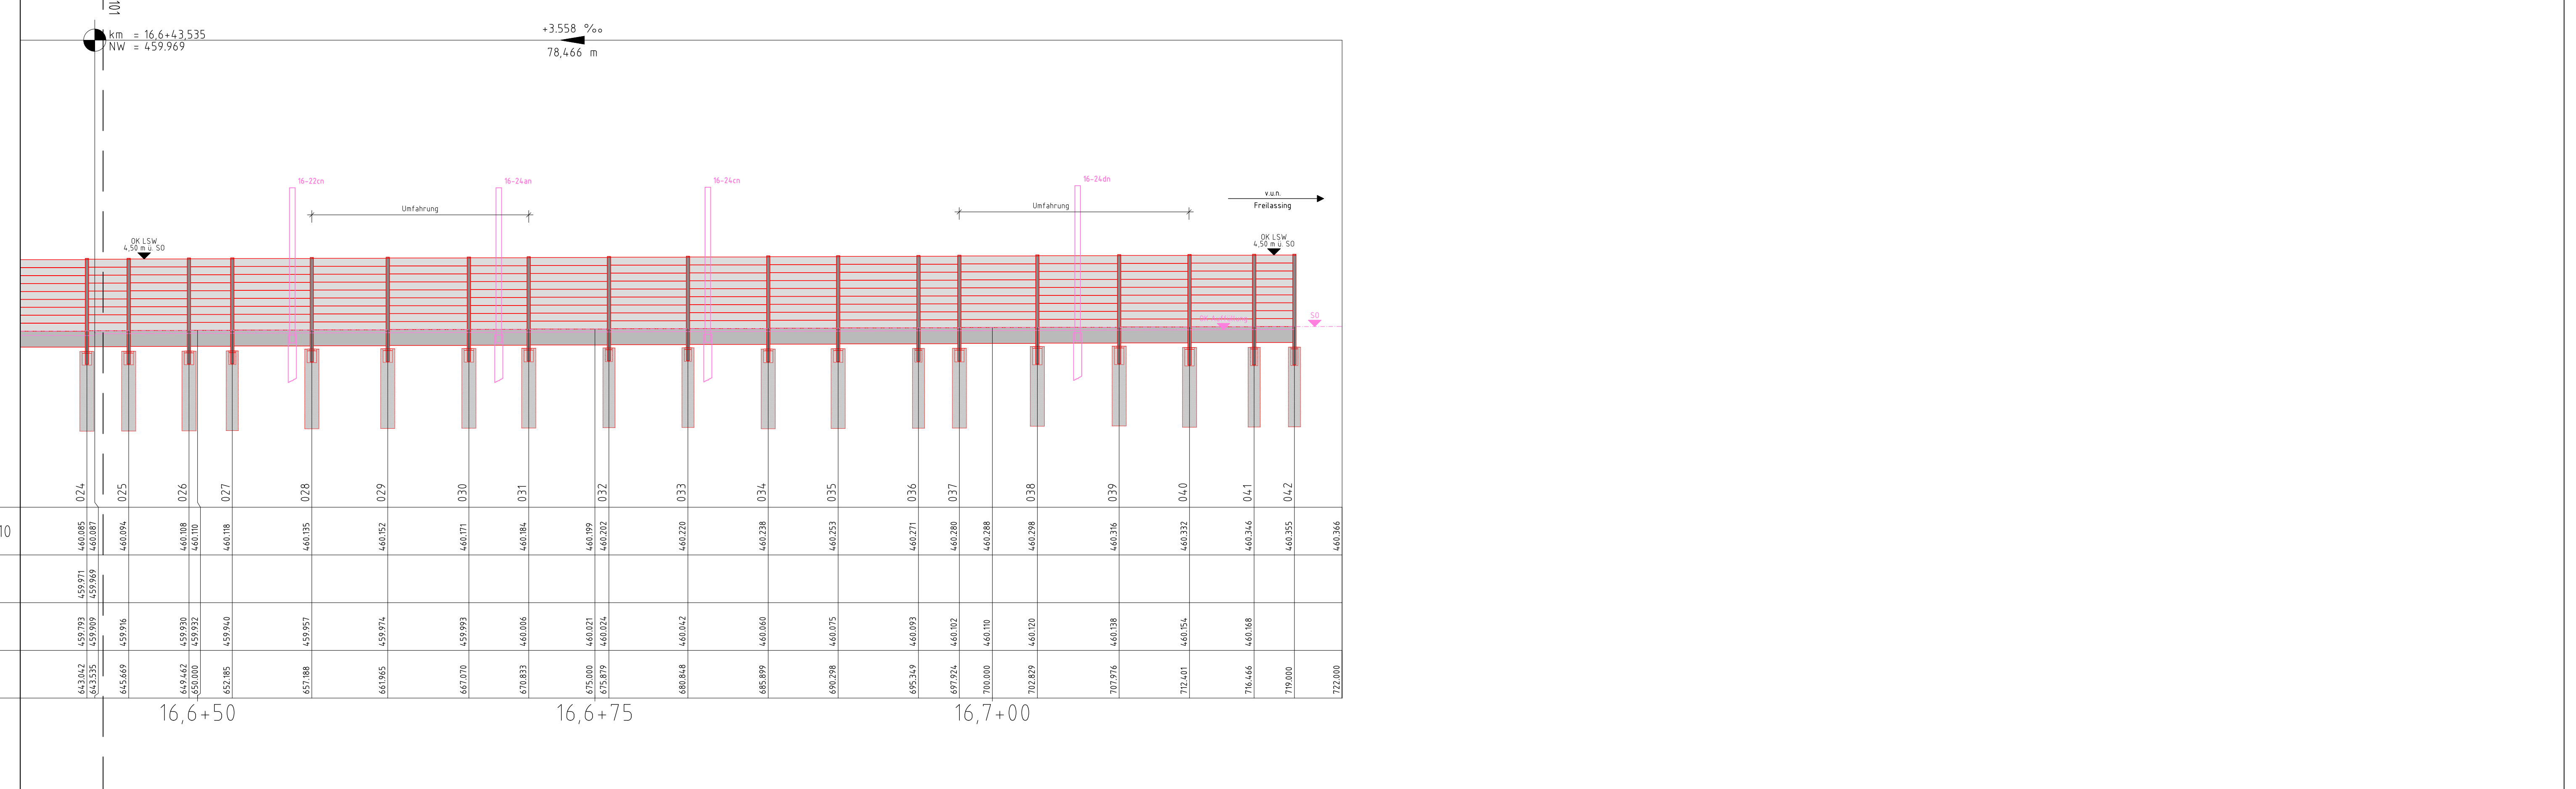 101
km = 16,6+43,535
NW = 459.969
+3.558 ‰
78,466 m
16-22cn
16-24an
16-24cn
16-24dn
Umfahrung
Umfahrung
v.u.n.
Freilassing
OK LSW
4,50 m ü. SO
OK LSW
4,50 m ü. SO
SO
024 025 026 027 028 029 030 031 032 033 034 035 036 037 038 039 040 041 042
10
460.085 460.087 460.094 460.108 460.110 460.118 460.135 460.152 460.171 460.184 460.199 460.202 460.220 460.238 460.253 460.271 460.280 460.288 460.298 460.316 460.332 460.346 460.355 460.366
459.971 459.969
459.793 459.909 459.916 459.930 459.932 459.940 459.957 459.974 459.993 460.006 460.021 460.024 460.042 460.060 460.075 460.093 460.102 460.110 460.120 460.138 460.154 460.168
643.042 643.535 645.669 649.462 650.000 652.185 657.188 661.965 667.070 670.833 675.000 675.879 680.848 685.899 690.298 695.349 697.924 700.000 702.829 707.976 712.401 716.466 719.000 722.000
16,6+50 16,6+75 16,7+00